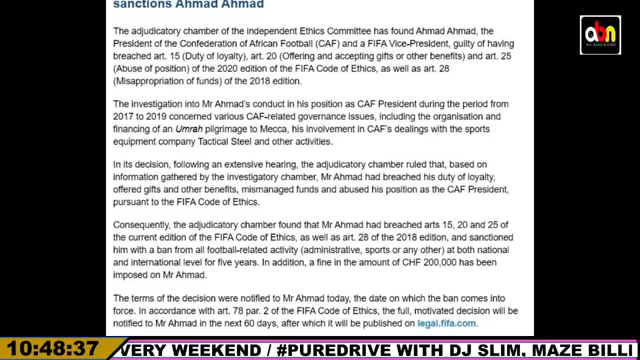 sanctions Ahmad Ahmad
The adjudicatory chamber of the independent Ethics Committee has found Ahmad Ahmad, the
President of the Confederation of African Football (CAF) and a FIFA Vice-President, guilty of having
breached art. 15 (Duty of loyalty), art. 20 (Offering and accepting gifts or other benefits) and art. 25
(Abuse of position) of the 2020 edition of the FIFA Code of Ethics, as well as art. 28
(Misappropriation of funds) of the 2018 edition.
The investigation into Mr Ahmad's conduct in his position as CAF President during the period from
2017 to 2019 concerned various CAF-related governance issues, including the organisation and
financing of an Umrah pilgrimage to Mecca, his involvement in CAF's dealings with the sports
equipment company Tactical Steel and other activities.
In its decision, following an extensive hearing, the adjudicatory chamber ruled that, based on
information gathered by the investigatory chamber, Mr Ahmad had breached his duty of loyalty,
offered gifts and other benefits, mismanaged funds and abused his position as the CAF President,
pursuant to the FIFA Code of Ethics.
Consequently, the adjudicatory chamber found that Mr Ahmad had breached arts 15, 20 and 25 of
the current edition of the FIFA Code of Ethics, as well as art. 28 of the 2018 edition, and sanctioned
him with a ban from all football-related activity (administrative, sports or any other) at both national
and international level for five years. In addition, a fine in the amount of CHF 200,000 has been
imposed on Mr Ahmad.
The terms of the decision were notified to Mr Ahmad today, the date on which the ban comes into
force. In accordance with art. 78 par. 2 of the FIFA Code of Ethics, the full, motivated decision will be
notified to Mr Ahmad in the next 60 days, after which it will be published on legal.fifa.com.
abn
10:48:37 VERY WEEKEND / #PUREDRIVE WITH DJ SLIM, MAZE BILLI